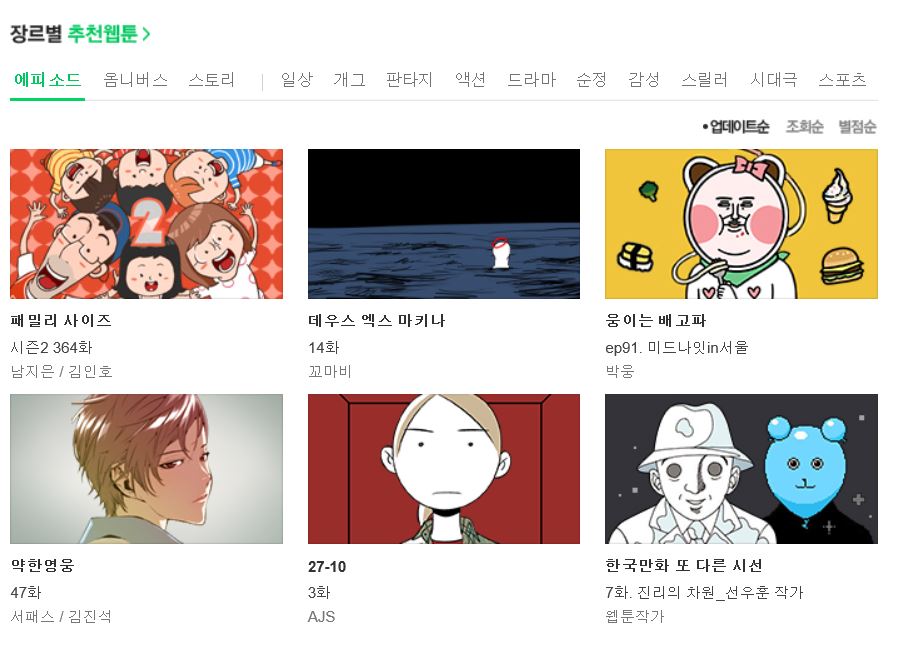 장르별 추천웹툰 >
에피소드 옴니버스 스토리 | 일상 개그 판타지 액션 드라마 순정 감성 스릴러 시대극 스포츠
• 업데이트순 조회순 별점순
2
패밀리 사이즈
시즌2 364화
남지은 / 김인호
데우스 엑스 마키나
14화
꼬마비
웅이는 배고파
ep91. 미드나잇in서울
박웅
약한영웅
47화
서패스 / 김진석
27-10
3화
AJS
한국만화 또 다른 시선
7화. 진리의 차원_선우훈 작가
웹툰작가